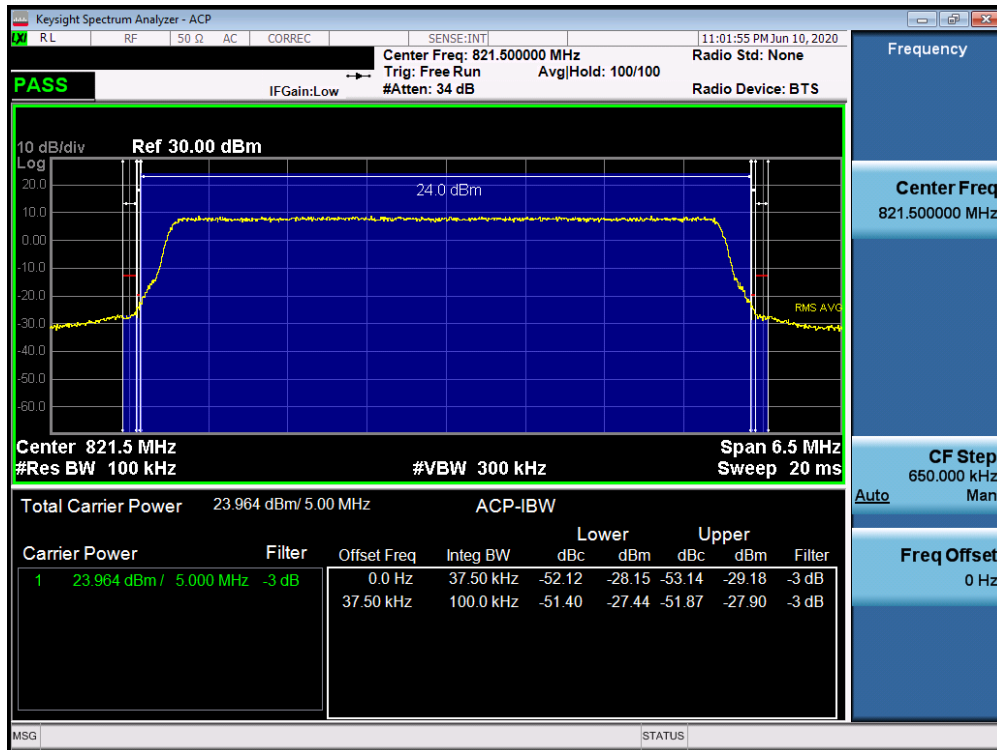 Keysight Spectrum Analyzer - ACP
LXI RL RF 50 Ω AC CORREC SENSE:INT 11:01:55 PM Jun 10, 2020
Center Freq: 821.500000 MHz Radio Std: None
Trig: Free Run Avg|Hold: 100/100
PASS IFGain:Low #Atten: 34 dB Radio Device: BTS
10 dB/div Ref 30.00 dBm
Log
20.0
10.0
0.00
-10.0
-20.0
-30.0
-40.0
-50.0
-60.0
24.0 dBm
RMS AVG
Center 821.5 MHz Span 6.5 MHz
#Res BW 100 kHz #VBW 300 kHz Sweep 20 ms
Total Carrier Power 23.964 dBm/ 5.00 MHz ACP-IBW
Lower Upper
Carrier Power Filter Offset Freq Integ BW dBc dBm dBc dBm Filter
1 23.964 dBm / 5.000 MHz -3 dB 0.0 Hz 37.50 kHz -52.12 -28.15 -53.14 -29.18 -3 dB
37.50 kHz 100.0 kHz -51.40 -27.44 -51.87 -27.90 -3 dB
MSG STATUS
Frequency
Center Freq
821.500000 MHz
CF Step
650.000 kHz
Auto Man
Freq Offset
0 Hz